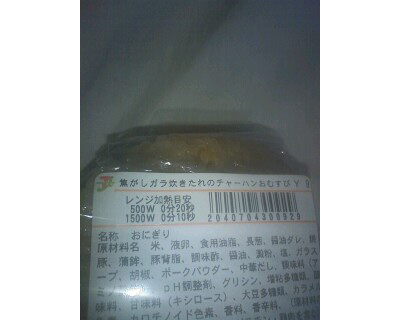 焦がしガラ炊きたれのチャーハンおむすび
レンジ加熱目安
500W 0分20秒
1500W 0分10秒
名称 おにぎり
原材料名 米、液卵、食用油脂、長葱、醤油ダレ、焼
豚、蒲鉾、豚背脂、調味酢、醤油、澱粉、塩、ガラス
ープ、胡椒、ポークパウダー、中華だし、調味料(ア
pH調整剤、グリシン、増粘多糖類、
味料、甘味料(キシロース)、大豆多糖類、カラメル
カロチノイド色素、香料、香辛料、